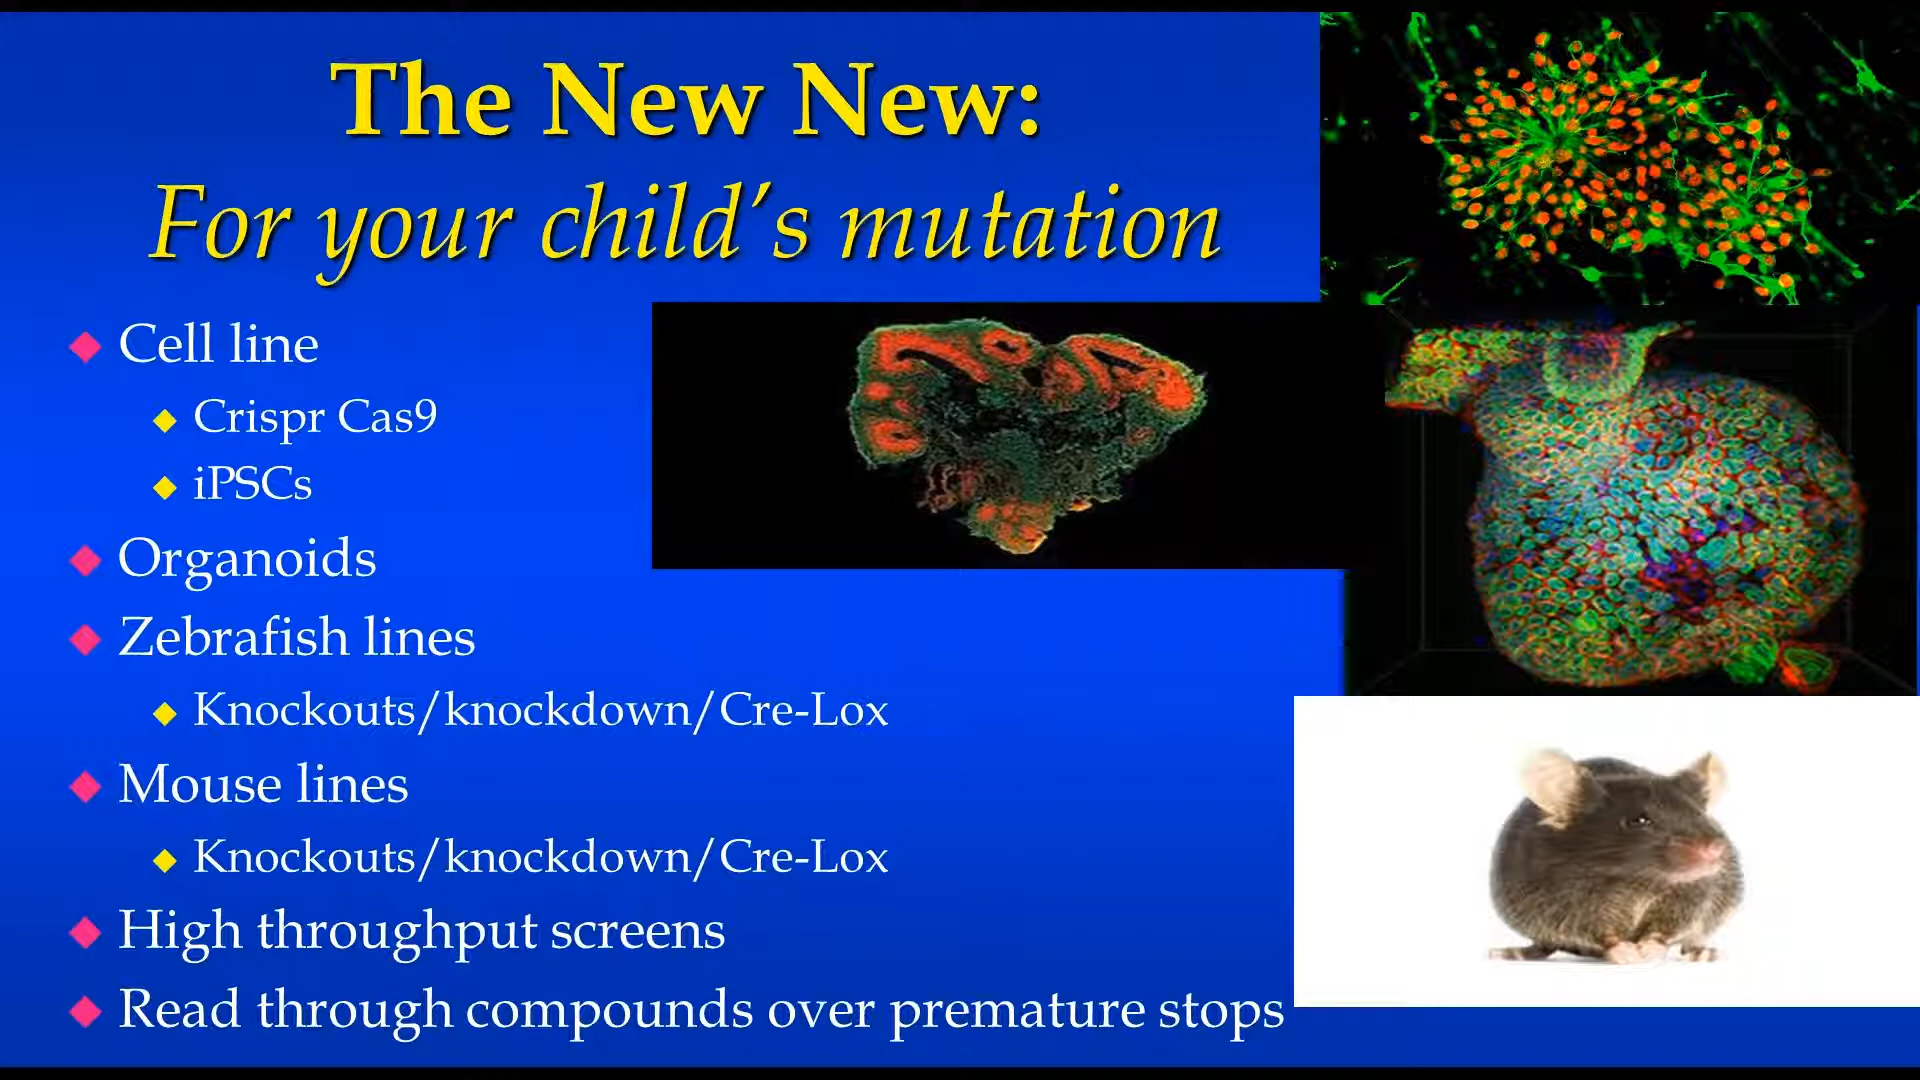 The New New:
For your child's mutation
Cell line
Crispr Cas9
iPSCs
Organoids
Zebrafish lines
Knockouts/knockdown/Cre-Lox
Mouse lines
Knockouts/knockdown/Cre-Lox
High throughput screens
Read through compounds over premature stops